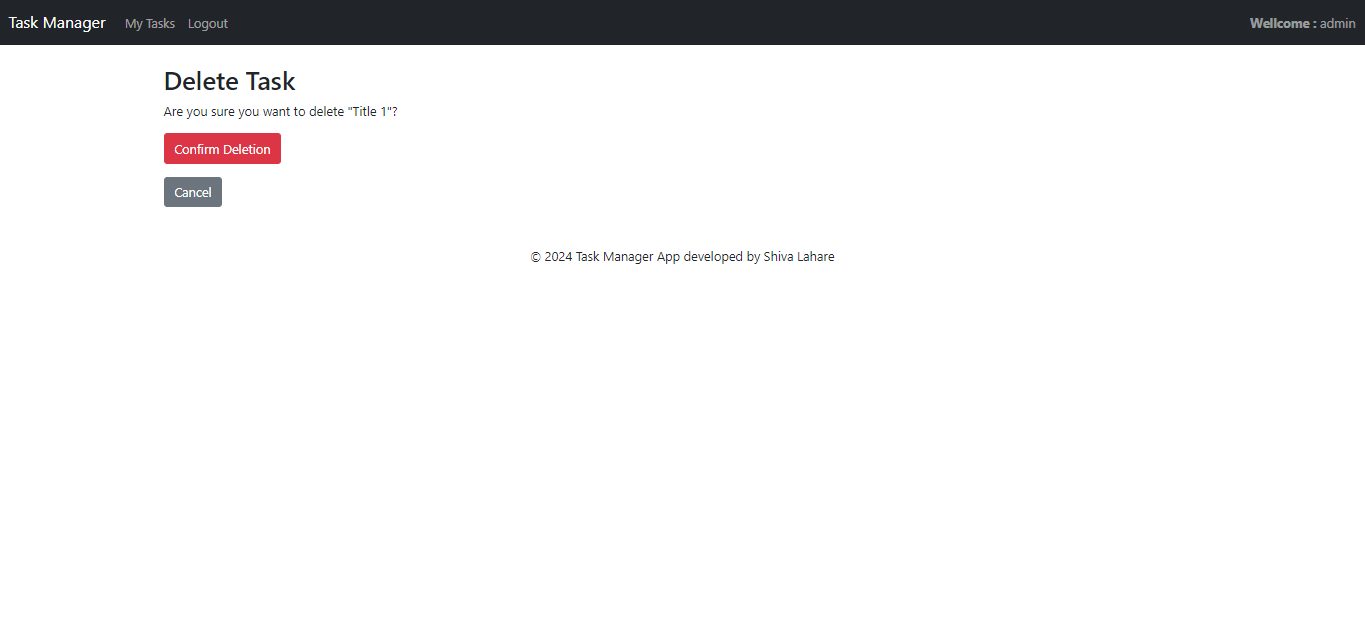 Task Manager My Tasks Logout Wellcome : admin
Delete Task
Are you sure you want to delete "Title 1"?
Confirm Deletion
Cancel
© 2024 Task Manager App developed by Shiva Lahare